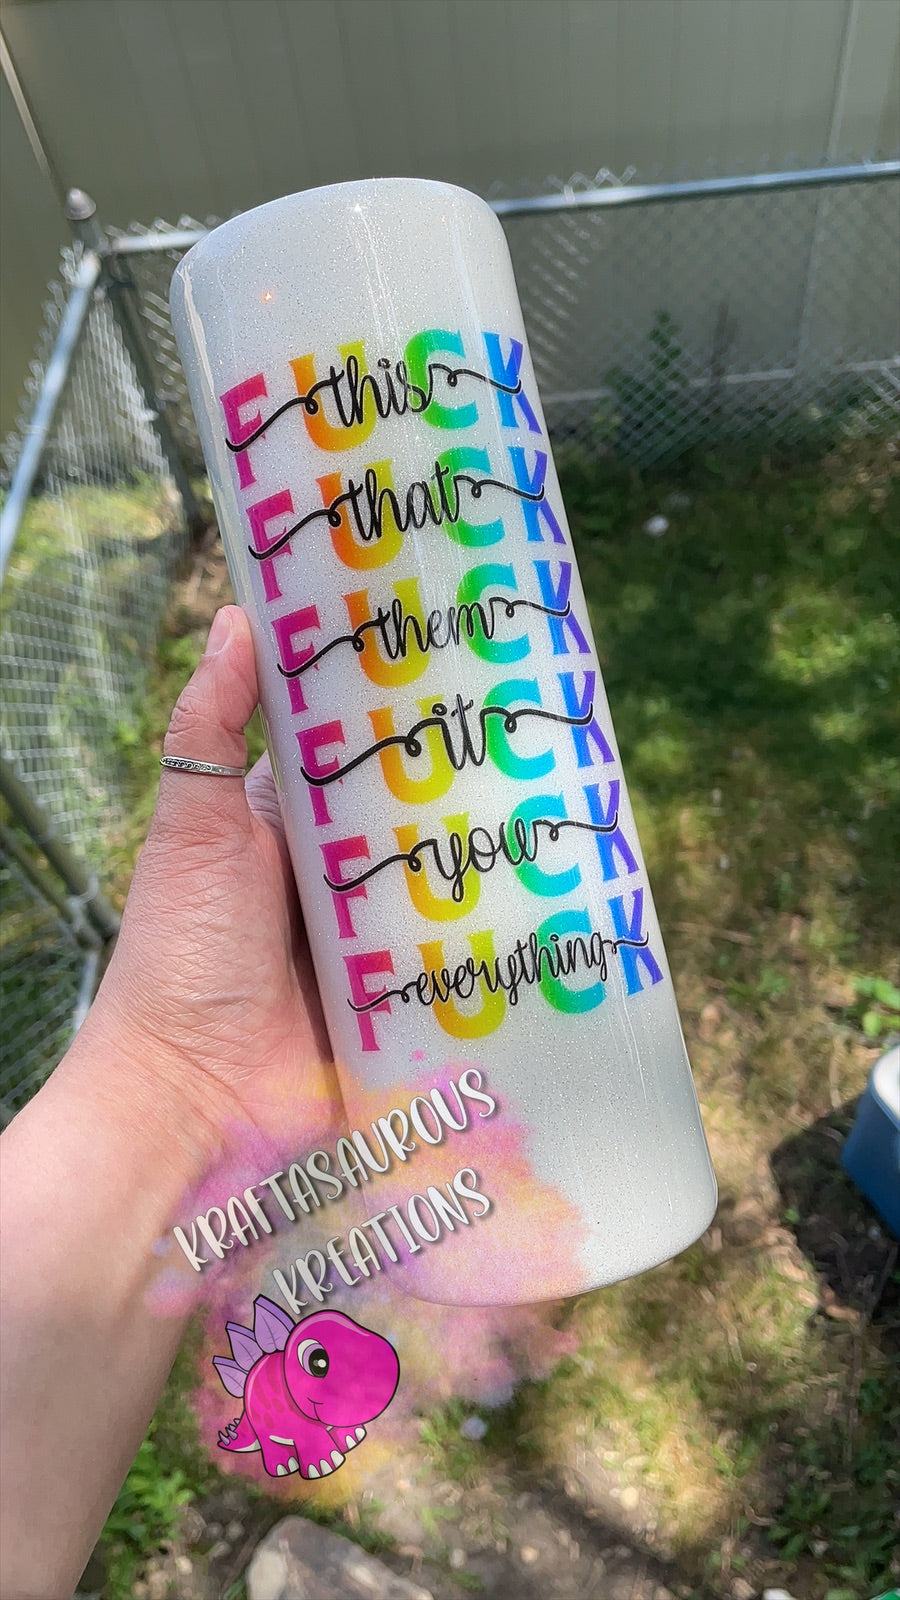 FUCK this
FUCK that
FUCK them
FUCK it
FUCK you
FUCK everything
KRAFTASAUROUS
KREATIONS